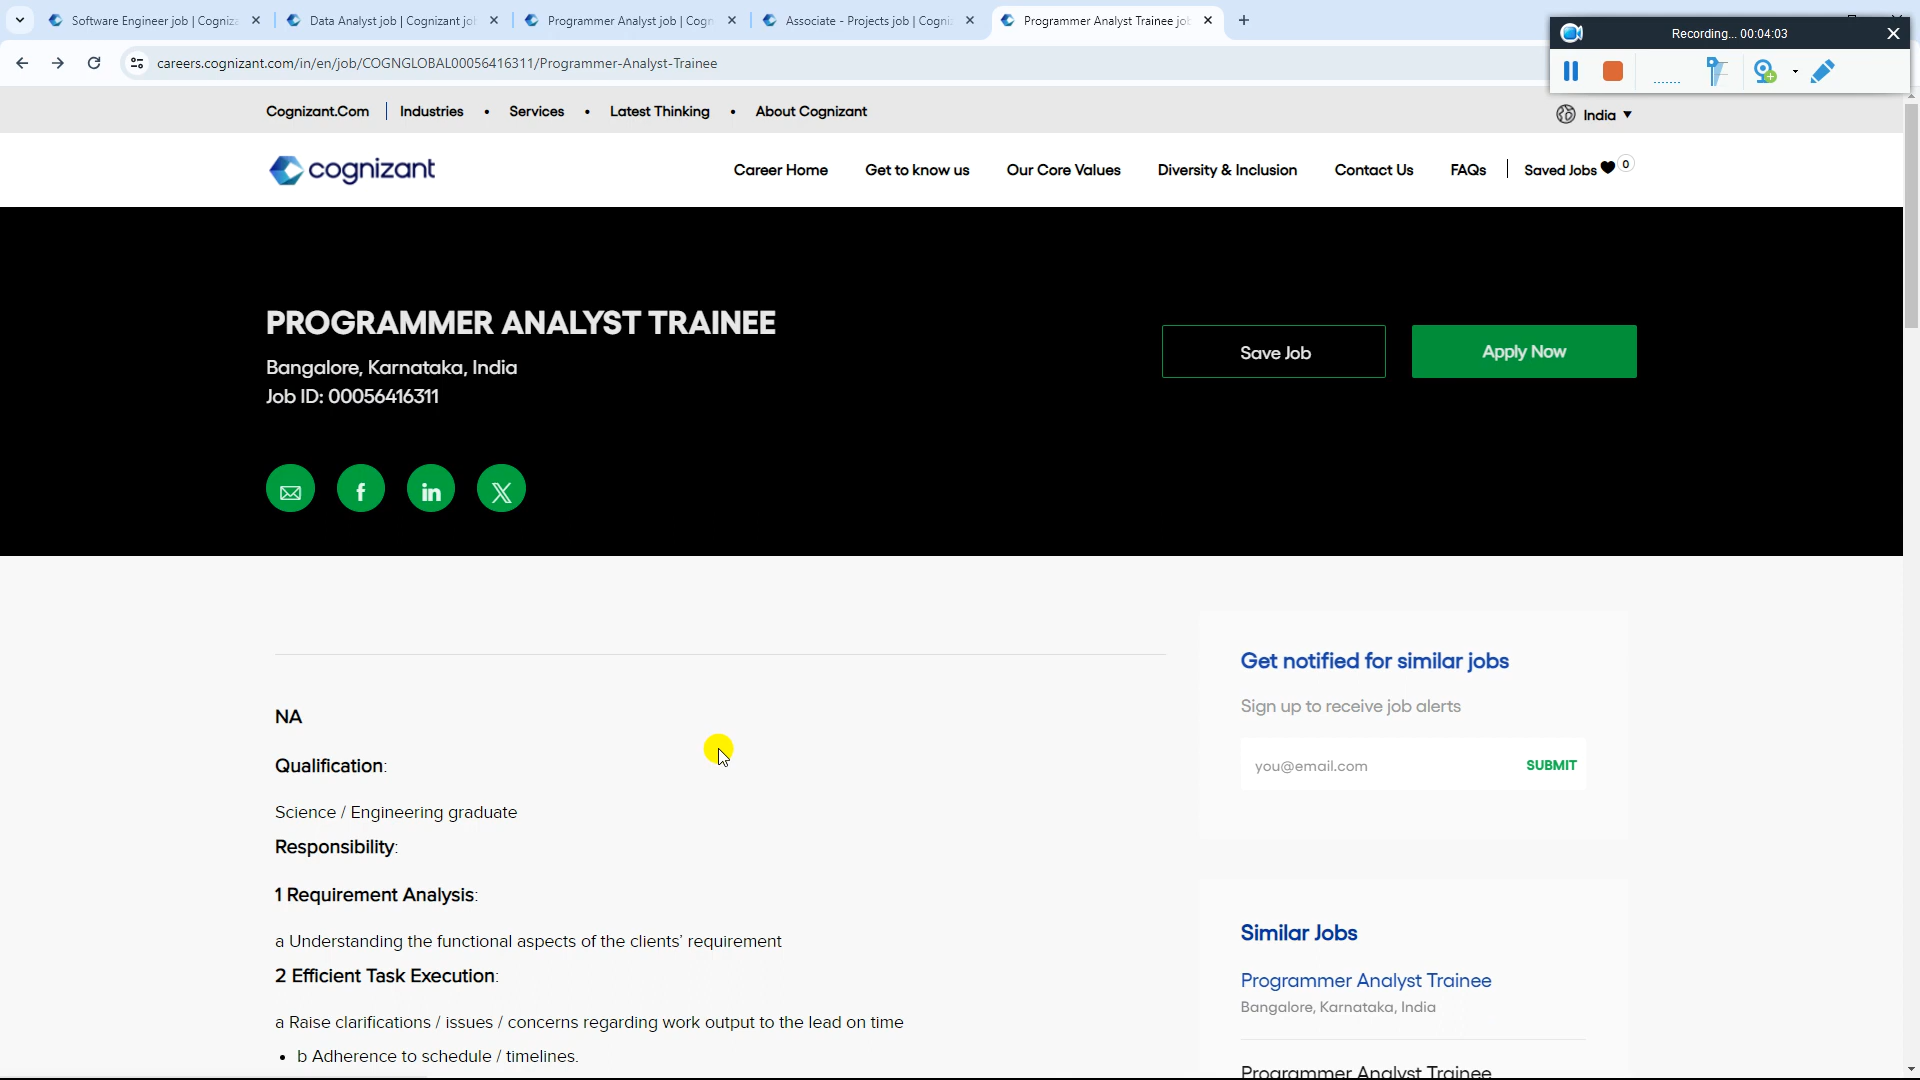 Software Engineer job | Cogniza
Data Analyst job | Cognizant jo
Programmer Analyst job | Cogn
Associate - Projects job | Cogni
Programmer Analyst Trainee jo
Recording... 00:04:03
careers.cognizant.com/in/en/job/COGNGLOBAL00056416311/Programmer-Analyst-Trainee
Cognizant.Com
Industries • Services • Latest Thinking • About Cognizant
India
cognizant
Career Home
Get to know us
Our Core Values
Diversity & Inclusion
Contact Us
FAQs
Saved Jobs 0
PROGRAMMER ANALYST TRAINEE
Bangalore, Karnataka, India
Job ID: 00056416311
Save Job
Apply Now
NA
Qualification:
Science / Engineering graduate
Responsibility:
1 Requirement Analysis:
a Understanding the functional aspects of the clients’ requirement
2 Efficient Task Execution:
a Raise clarifications / issues / concerns regarding work output to the lead on time
• b Adherence to schedule / timelines.
Get notified for similar jobs
Sign up to receive job alerts
you@email.com
SUBMIT
Similar Jobs
Programmer Analyst Trainee
Bangalore, Karnataka, India
Programmer Analyst Trainee